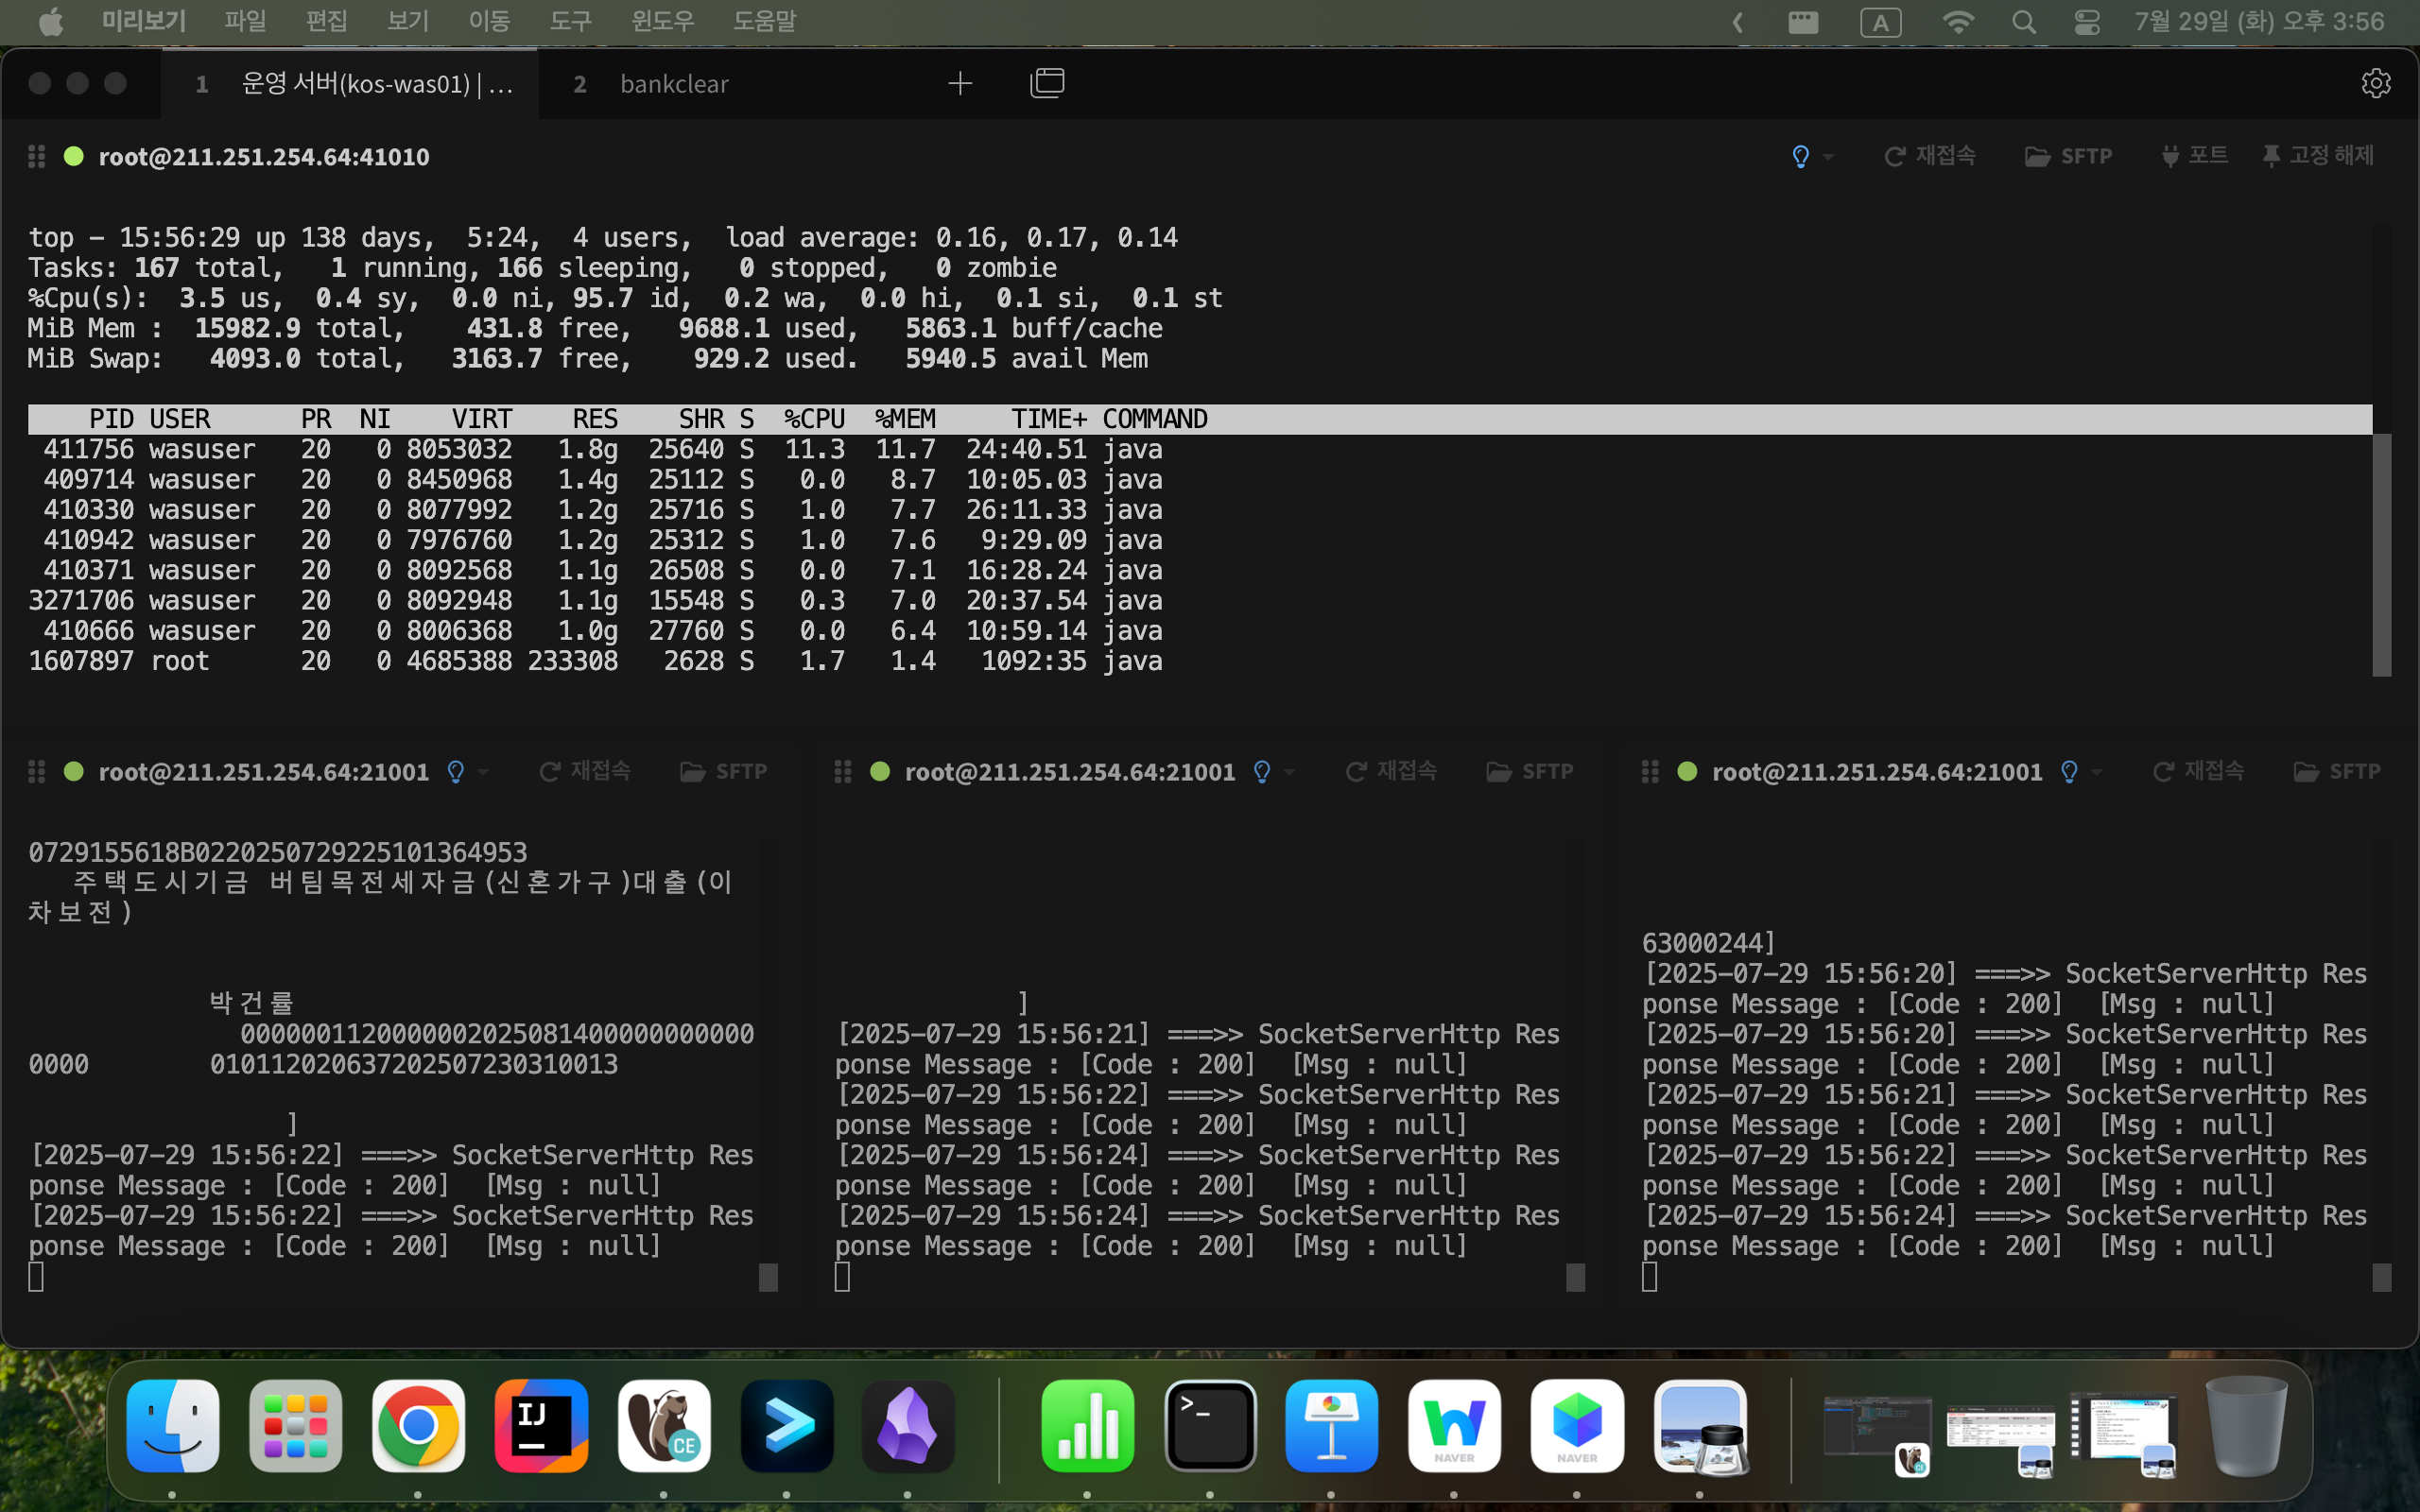 미리보기 파일 편집 보기 이동 도구 윈도우 도움말 A 7월 29일 (화) 오후 3:56
1 운영 서버(kos-was01) | … 2 bankclear
root@211.251.254.64:41010 재접속 SFTP 포트 고정 해제
top - 15:56:29 up 138 days,  5:24,  4 users,  load average: 0.16, 0.17, 0.14
Tasks: 167 total,   1 running, 166 sleeping,   0 stopped,   0 zombie
%Cpu(s):  3.5 us,  0.4 sy,  0.0 ni, 95.7 id,  0.2 wa,  0.0 hi,  0.1 si,  0.1 st
MiB Mem :  15982.9 total,    431.8 free,   9688.1 used,   5863.1 buff/cache
MiB Swap:   4093.0 total,   3163.7 free,    929.2 used.   5940.5 avail Mem
PID USER PR NI VIRT RES SHR S %CPU %MEM TIME+ COMMAND
411756 wasuser 20 0 8053032 1.8g 25640 S 11.3 11.7 24:40.51 java
409714 wasuser 20 0 8450968 1.4g 25112 S 0.0 8.7 10:05.03 java
410330 wasuser 20 0 8077992 1.2g 25716 S 1.0 7.7 26:11.33 java
410942 wasuser 20 0 7976760 1.2g 25312 S 1.0 7.6 9:29.09 java
410371 wasuser 20 0 8092568 1.1g 26508 S 0.0 7.1 16:28.24 java
3271706 wasuser 20 0 8092948 1.1g 15548 S 0.3 7.0 20:37.54 java
410666 wasuser 20 0 8006368 1.0g 27760 S 0.0 6.4 10:59.14 java
1607897 root 20 0 4685388 233308 2628 S 1.7 1.4 1092:35 java
root@211.251.254.64:21001 재접속 SFTP
0729155618B0220250729225101364953
주택도시기금 버팀목전세자금(신혼가구)대출(이
차보전)
박건률
0000001120000002025081400000000000
0000 010112020637202507230310013
]
[2025-07-29 15:56:22] ===>> SocketServerHttp Res
ponse Message : [Code : 200]  [Msg : null]
[2025-07-29 15:56:22] ===>> SocketServerHttp Res
ponse Message : [Code : 200]  [Msg : null]
root@211.251.254.64:21001 재접속 SFTP
]
[2025-07-29 15:56:21] ===>> SocketServerHttp Res
ponse Message : [Code : 200]  [Msg : null]
[2025-07-29 15:56:22] ===>> SocketServerHttp Res
ponse Message : [Code : 200]  [Msg : null]
[2025-07-29 15:56:24] ===>> SocketServerHttp Res
ponse Message : [Code : 200]  [Msg : null]
[2025-07-29 15:56:24] ===>> SocketServerHttp Res
ponse Message : [Code : 200]  [Msg : null]
root@211.251.254.64:21001 재접속 SFTP
63000244]
[2025-07-29 15:56:20] ===>> SocketServerHttp Res
ponse Message : [Code : 200]  [Msg : null]
[2025-07-29 15:56:20] ===>> SocketServerHttp Res
ponse Message : [Code : 200]  [Msg : null]
[2025-07-29 15:56:21] ===>> SocketServerHttp Res
ponse Message : [Code : 200]  [Msg : null]
[2025-07-29 15:56:22] ===>> SocketServerHttp Res
ponse Message : [Code : 200]  [Msg : null]
[2025-07-29 15:56:24] ===>> SocketServerHttp Res
ponse Message : [Code : 200]  [Msg : null]
IJ CE >_ NAVER NAVER